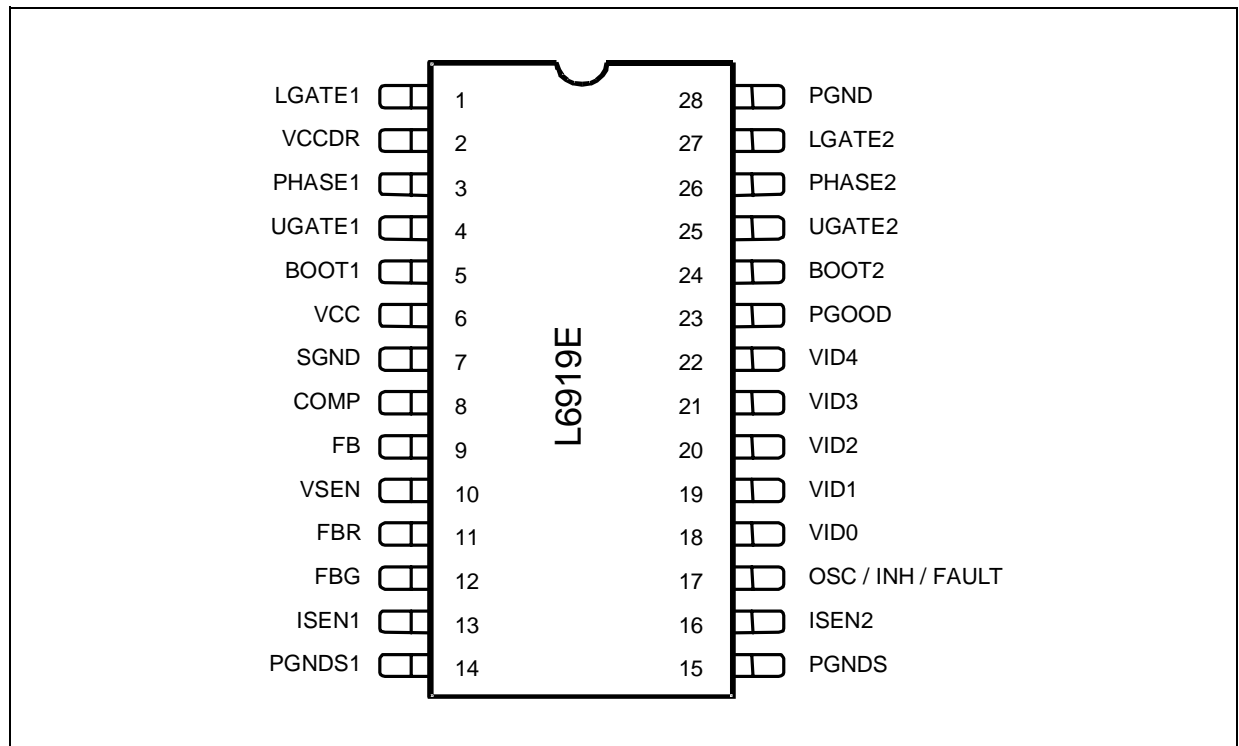 LGATE1 1 28 PGND
VCCDR 2 27 LGATE2
PHASE1 3 26 PHASE2
UGATE1 4 25 UGATE2
BOOT1 5 24 BOOT2
VCC 6 23 PGOOD
SGND 7 22 VID4
COMP 8 21 VID3
FB 9 20 VID2
VSEN 10 19 VID1
FBR 11 18 VID0
FBG 12 17 OSC / INH / FAULT
ISEN1 13 16 ISEN2
PGNDS1 14 15 PGNDS
L6919E